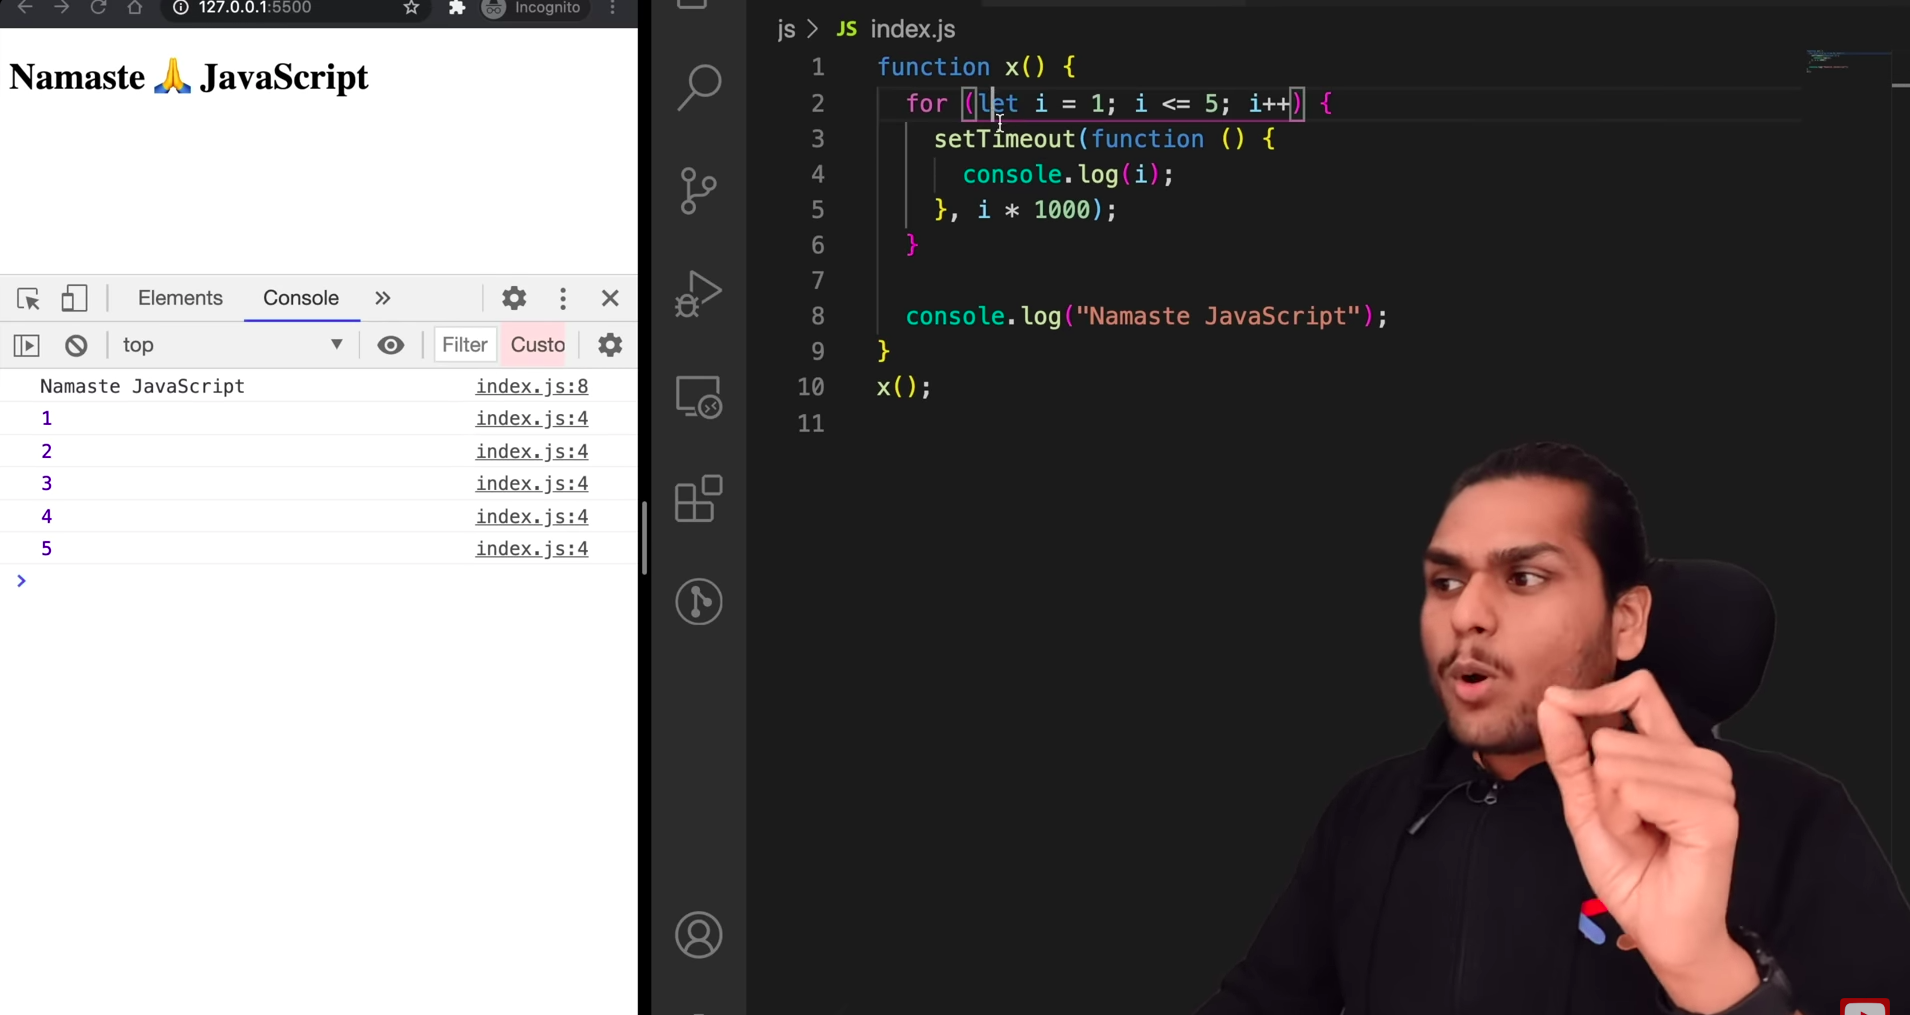 127.0.0.1:5500
Incognito
Namaste 🙏 JavaScript
Elements Console
top Filter Custo
Namaste JavaScript index.js:8
1 index.js:4
2 index.js:4
3 index.js:4
4 index.js:4
5 index.js:4
js > JS index.js
1 function x() {
2 for (let i = 1; i <= 5; i++) {
3 setTimeout(function () {
4 console.log(i);
5 }, i * 1000);
6 }
7
8 console.log("Namaste JavaScript");
9 }
10 x();
11